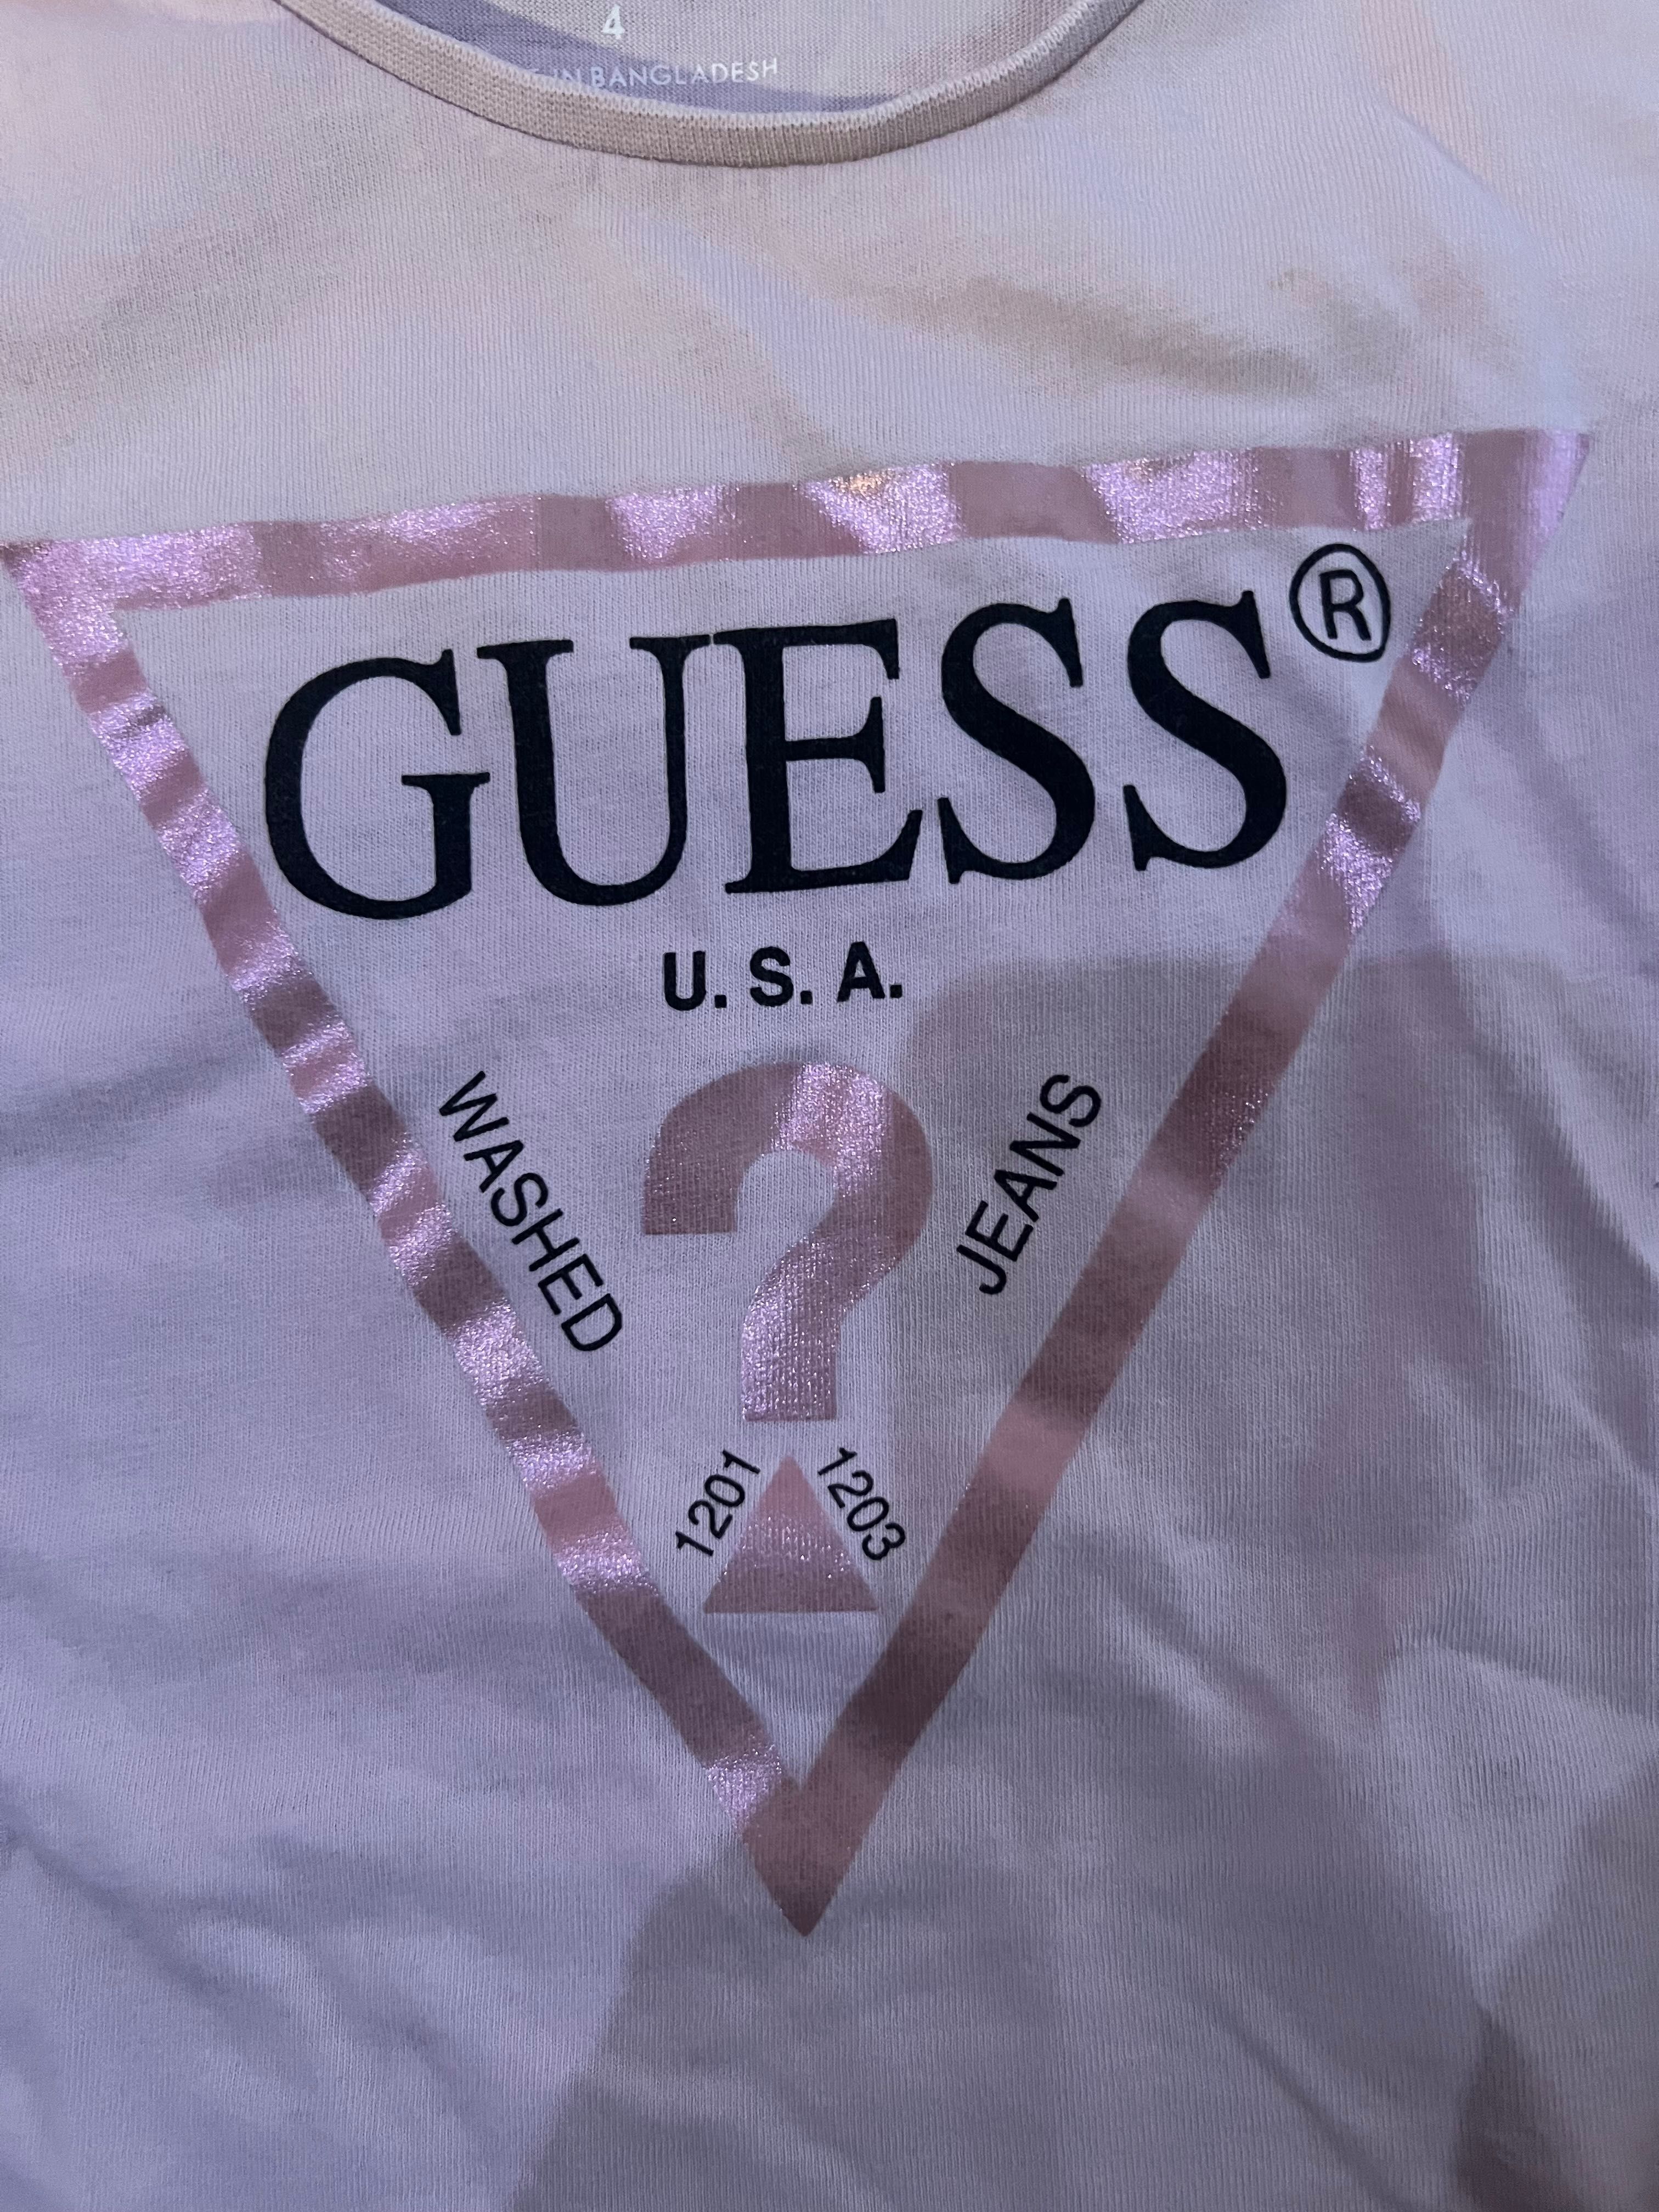 4
IN BANGLADESH
GUESS®
U.S.A.
WASHED
?
JEANS
1201
1203